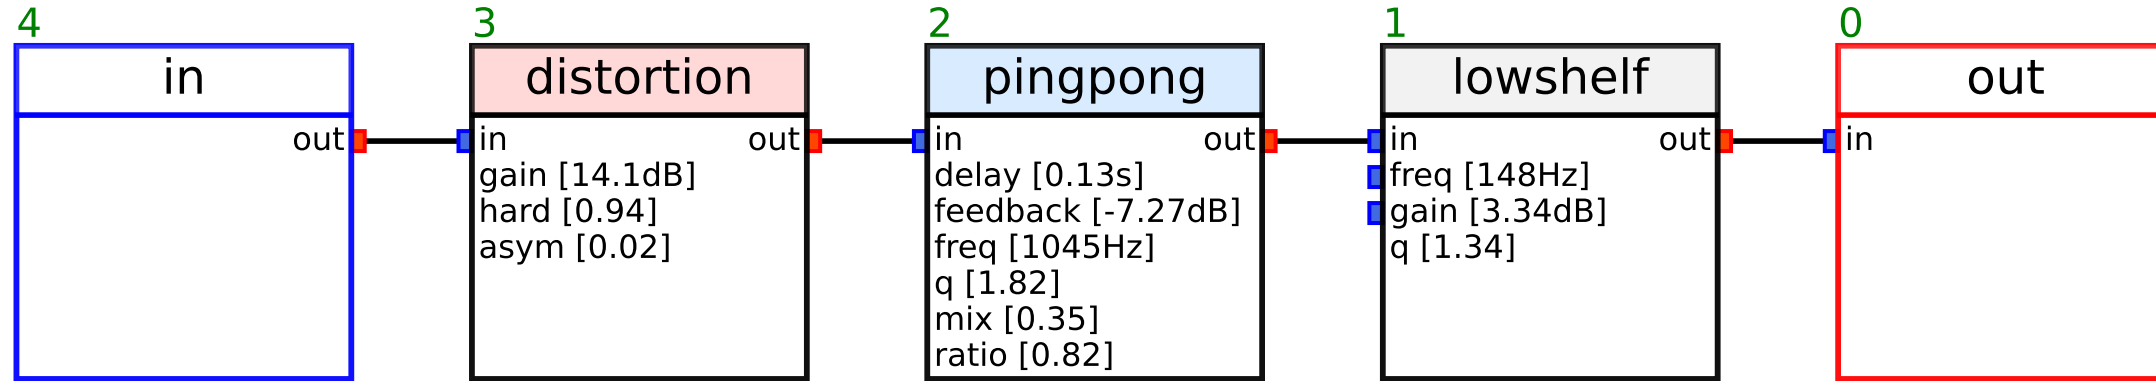 4
in
out
3
distortion
in out
gain [14.1dB]
hard [0.94]
asym [0.02]
2
pingpong
in out
delay [0.13s]
feedback [-7.27dB]
freq [1045Hz]
q [1.82]
mix [0.35]
ratio [0.82]
1
lowshelf
in out
freq [148Hz]
gain [3.34dB]
q [1.34]
0
out
in